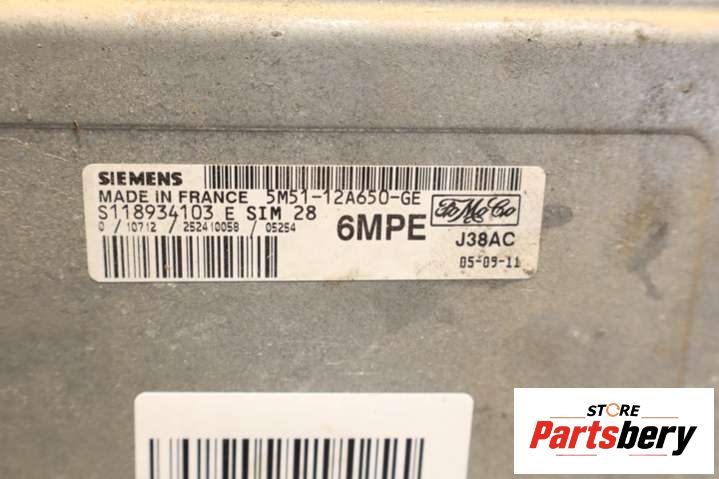 SIEMENS
MADE IN FRANCE 5M51-12A650-GE
S118934103 E SIM 28
0 / 10712 / 252410058 / 05254
6MPE
FoMoCo
J38AC
05-09-11
STORE
Partsbery